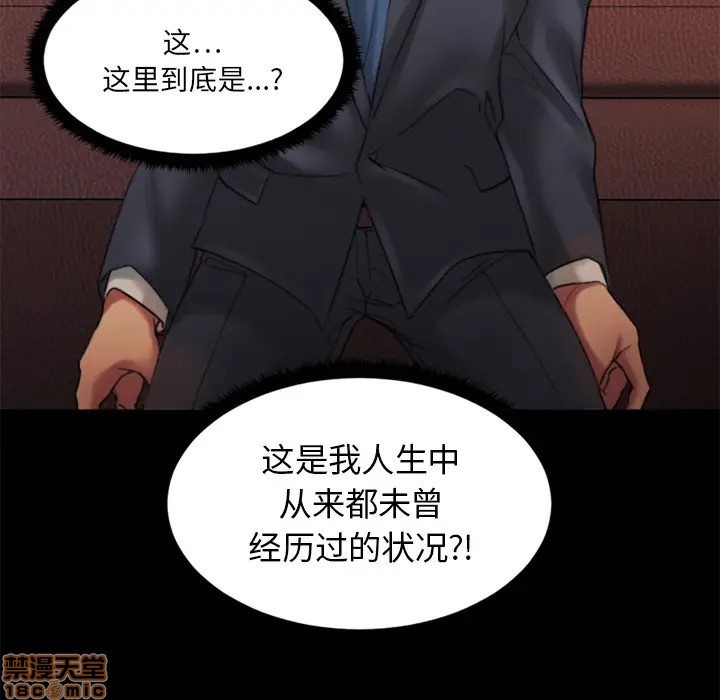 这...
这里到底是...?
这是我人生中
从来都未曾
经历过的状况?!
禁漫天堂
18comic